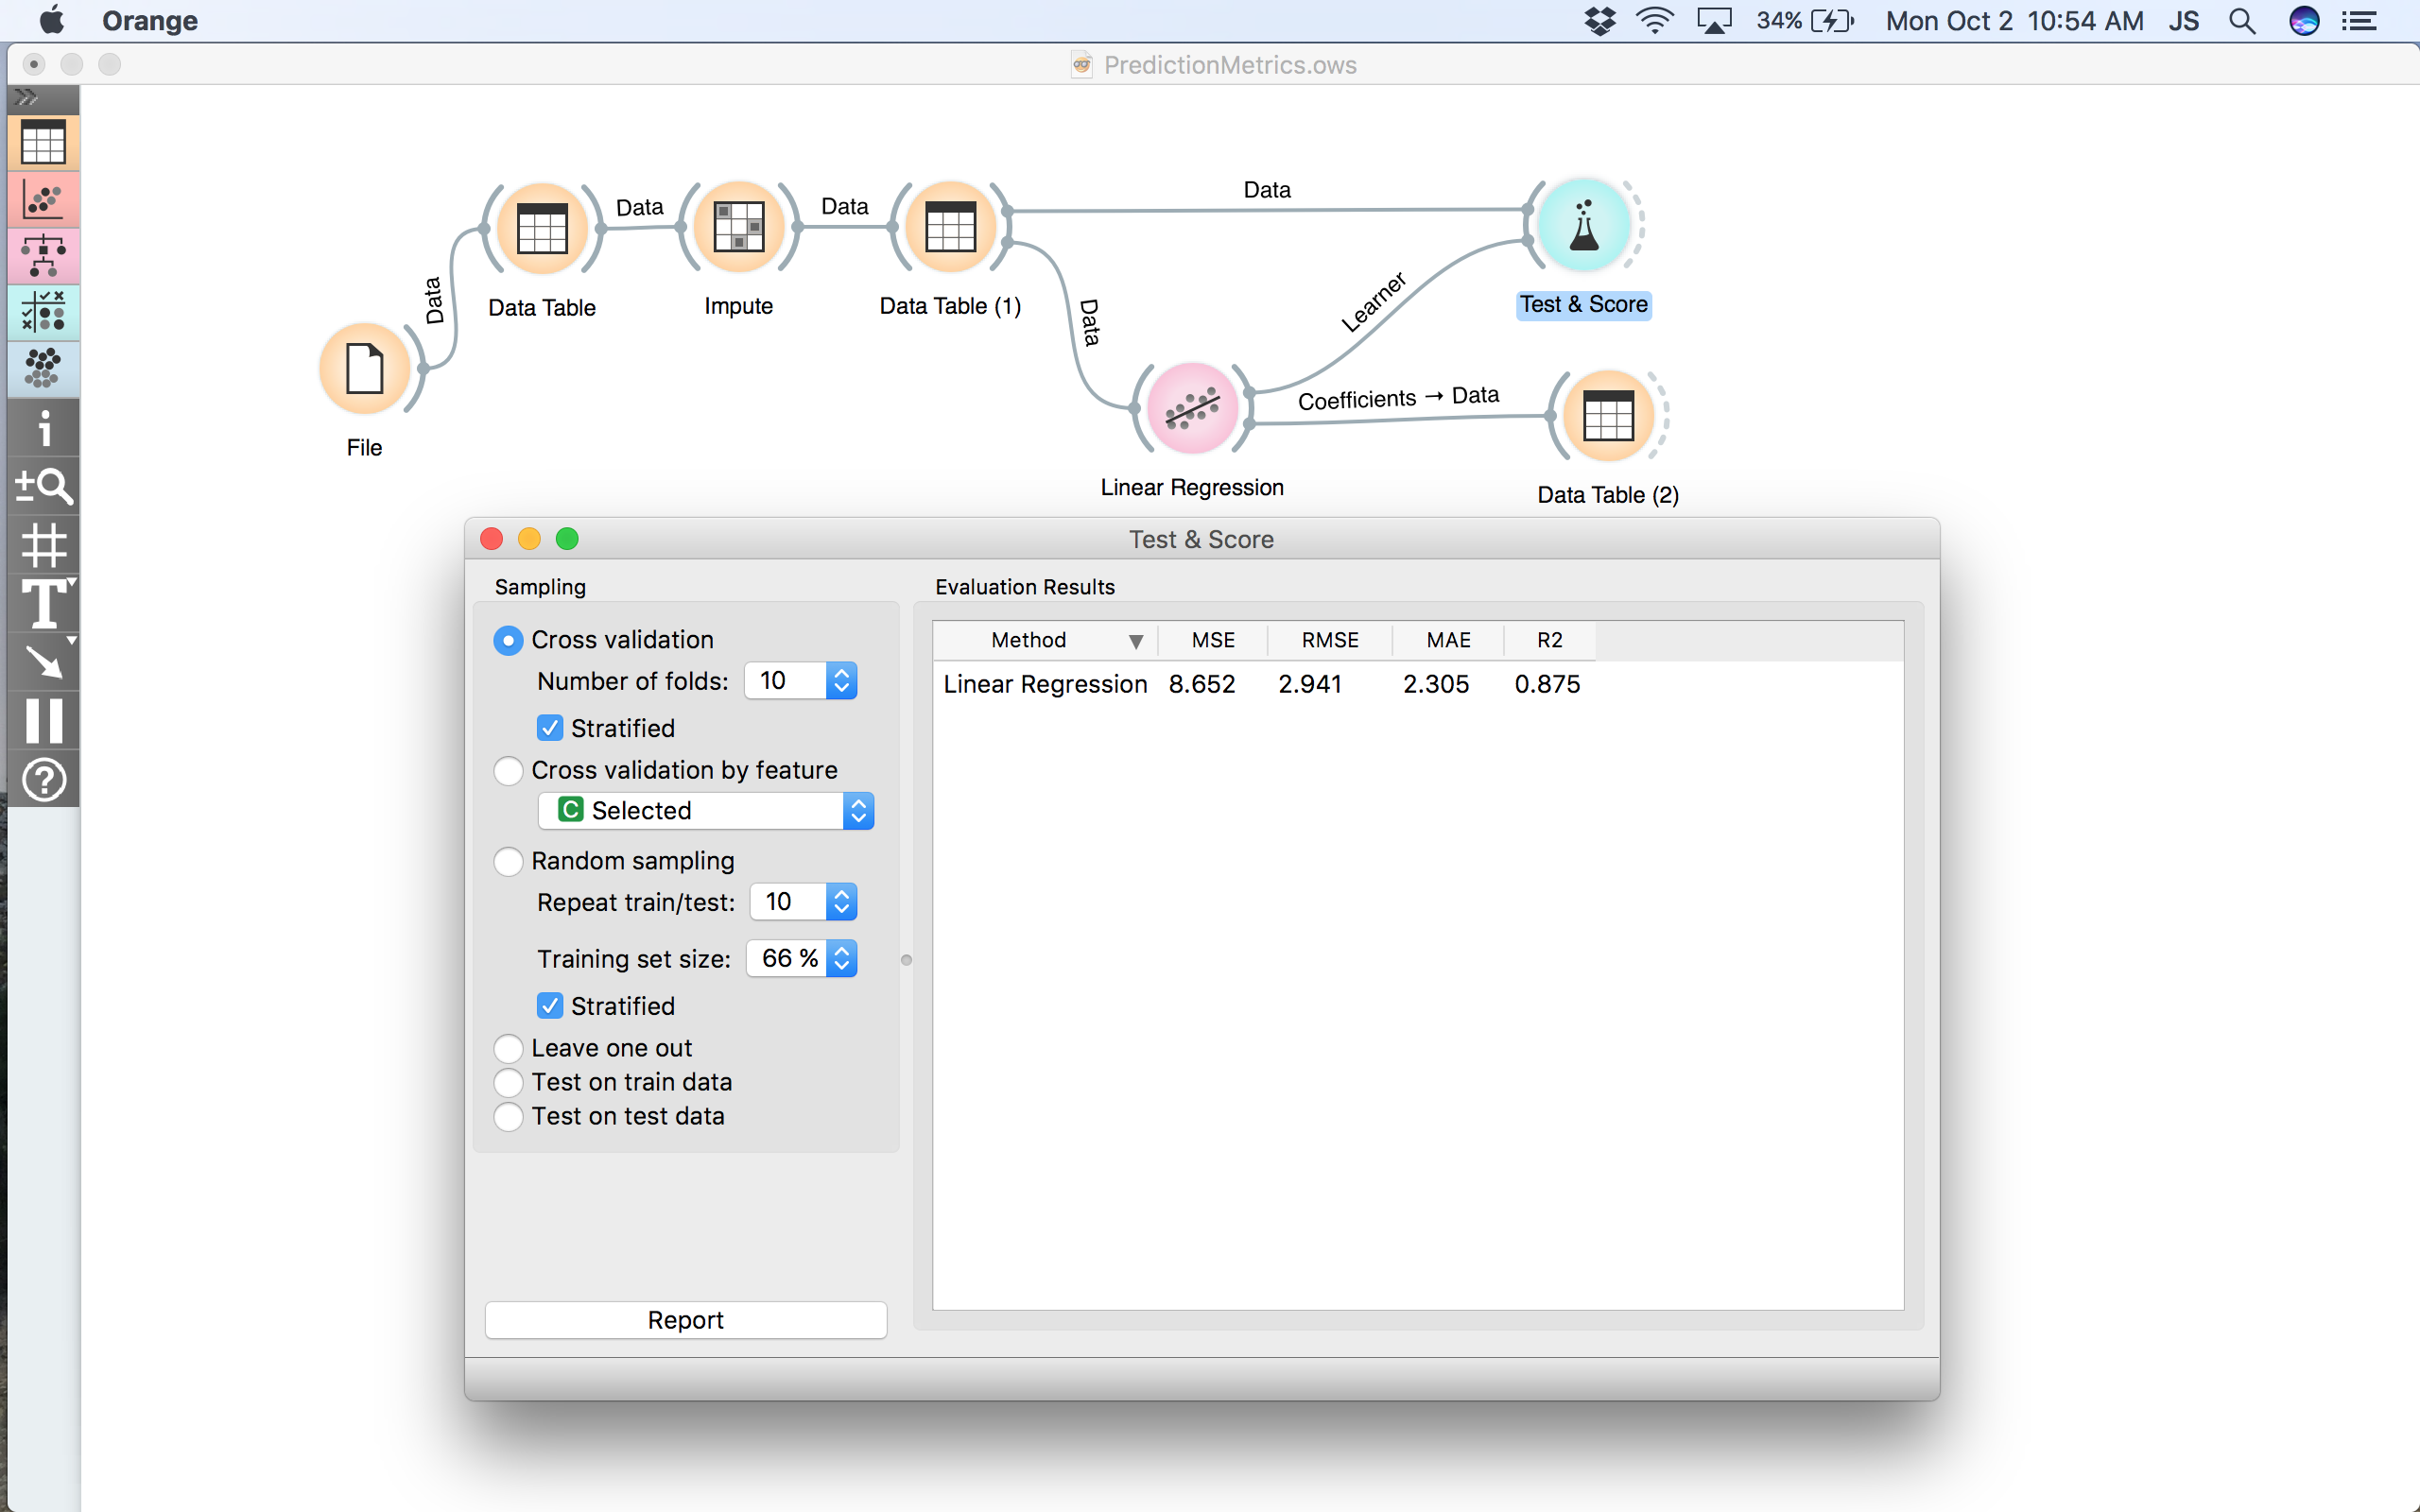 Orange
34%
Mon Oct 2 10:54 AM JS
PredictionMetrics.ows
Data
Data
Data
Data
Data
Data Table
Impute
Data Table (1)
Learner
Test & Score
File
Coefficients → Data
Linear Regression
Data Table (2)
i
T
?
Test & Score
Sampling
Cross validation
Number of folds: 10
Stratified
Cross validation by feature
C Selected
Random sampling
Repeat train/test: 10
Training set size: 66 %
Stratified
Leave one out
Test on train data
Test on test data
Report
Evaluation Results
Method MSE RMSE MAE R2
Linear Regression 8.652 2.941 2.305 0.875